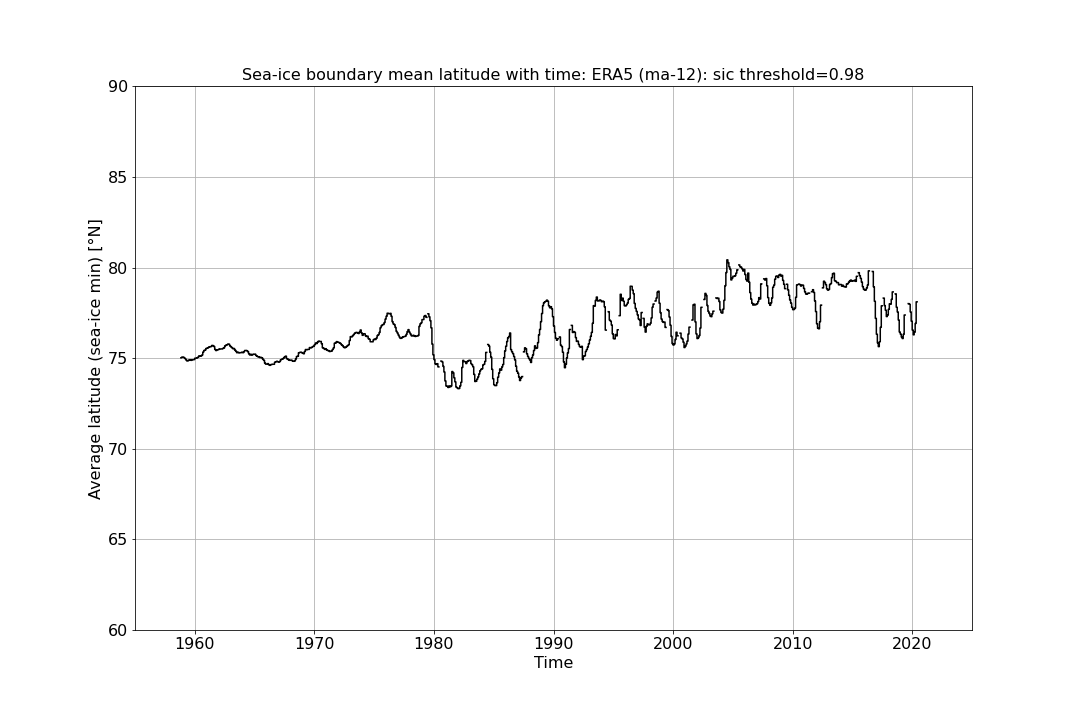 Sea-ice boundary mean latitude with time: ERA5 (ma-12): sic threshold=0.98
90
85
80
75
70
65
60
Average latitude (sea-ice min) [°N]
1960 1970 1980 1990 2000 2010 2020
Time